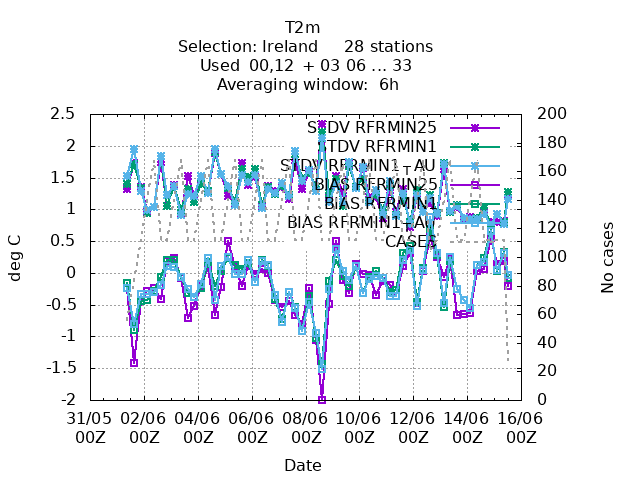 T2m
Selection: Ireland 28 stations
Used 00,12 + 03 06 ... 33
Averaging window: 6h
2.5
2
1.5
1
0.5
0
-0.5
-1
-1.5
-2
deg C
200
180
160
140
120
100
80
60
40
20
0
No cases
STDV RFRMIN25
STDV RFRMIN1
STDV RFRMIN1_AU
BIAS RFRMIN25
BIAS RFRMIN1
BIAS RFRMIN1_AU
CASES
31/05 02/06 04/06 06/06 08/06 10/06 12/06 14/06 16/06
00Z 00Z 00Z 00Z 00Z 00Z 00Z 00Z 00Z
Date